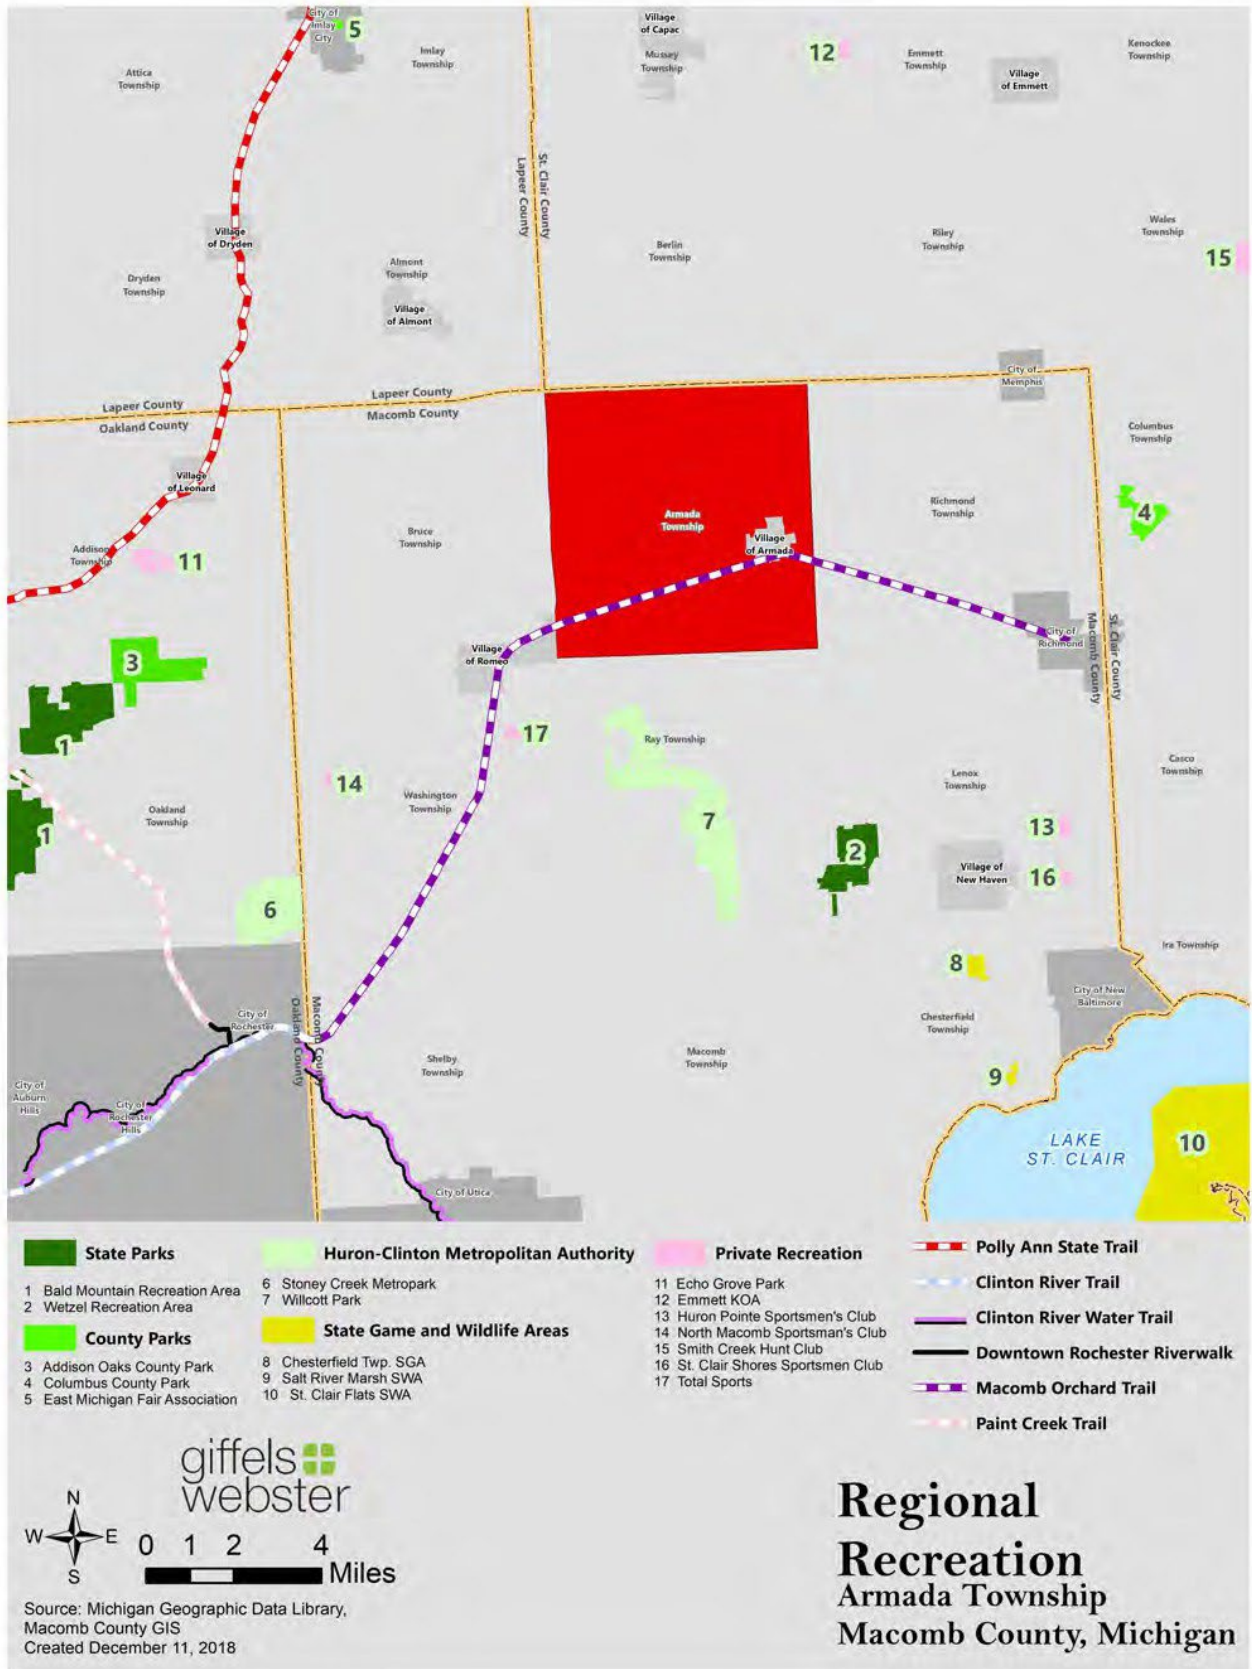 City of
Imlay
City
5
Attica
Township
Imlay
Township
Village
of Capac
Mussey
Township
12
Emmett
Township
Village
of Emmett
Kenockee
Township
St. Clair County
Lapeer County
Village
of Dryden
Dryden
Township
Almont
Township
Village
of Almont
Berlin
Township
Riley
Township
Wales
Township
15
Lapeer County
Oakland County
Lapeer County
Macomb County
City of
Memphis
Columbus
Township
4
Village
of Leonard
Addison
Township
11
Bruce
Township
Armada
Township
Village
of Armada
Richmond
Township
City of
Richmond
St. Clair County
Macomb County
3
1
Village
of Romeo
17
Ray Township
14
Washington
Township
7
Oakland
Township
1
Lenox
Township
Casco
Township
13
2
Village of
New Haven
16
6
8
Ira Township
City of New
Baltimore
Chesterfield
Township
City of
Rochester
Macomb County
Oakland County
Shelby
Township
Macomb
Township
9
City of
Auburn
Hills
City of
Rochester
Hills
City of Utica
LAKE
ST. CLAIR
10
State Parks
1 Bald Mountain Recreation Area
2 Wetzel Recreation Area
County Parks
3 Addison Oaks County Park
4 Columbus County Park
5 East Michigan Fair Association
Huron-Clinton Metropolitan Authority
6 Stoney Creek Metropark
7 Willcott Park
State Game and Wildlife Areas
8 Chesterfield Twp. SGA
9 Salt River Marsh SWA
10 St. Clair Flats SWA
Private Recreation
11 Echo Grove Park
12 Emmett KOA
13 Huron Pointe Sportsmen's Club
14 North Macomb Sportsman's Club
15 Smith Creek Hunt Club
16 St. Clair Shores Sportsmen Club
17 Total Sports
Polly Ann State Trail
Clinton River Trail
Clinton River Water Trail
Downtown Rochester Riverwalk
Macomb Orchard Trail
Paint Creek Trail
giffels
webster
N
W E
S
0 1 2 4
Miles
Source: Michigan Geographic Data Library,
Macomb County GIS
Created December 11, 2018
Regional
Recreation
Armada Township
Macomb County, Michigan